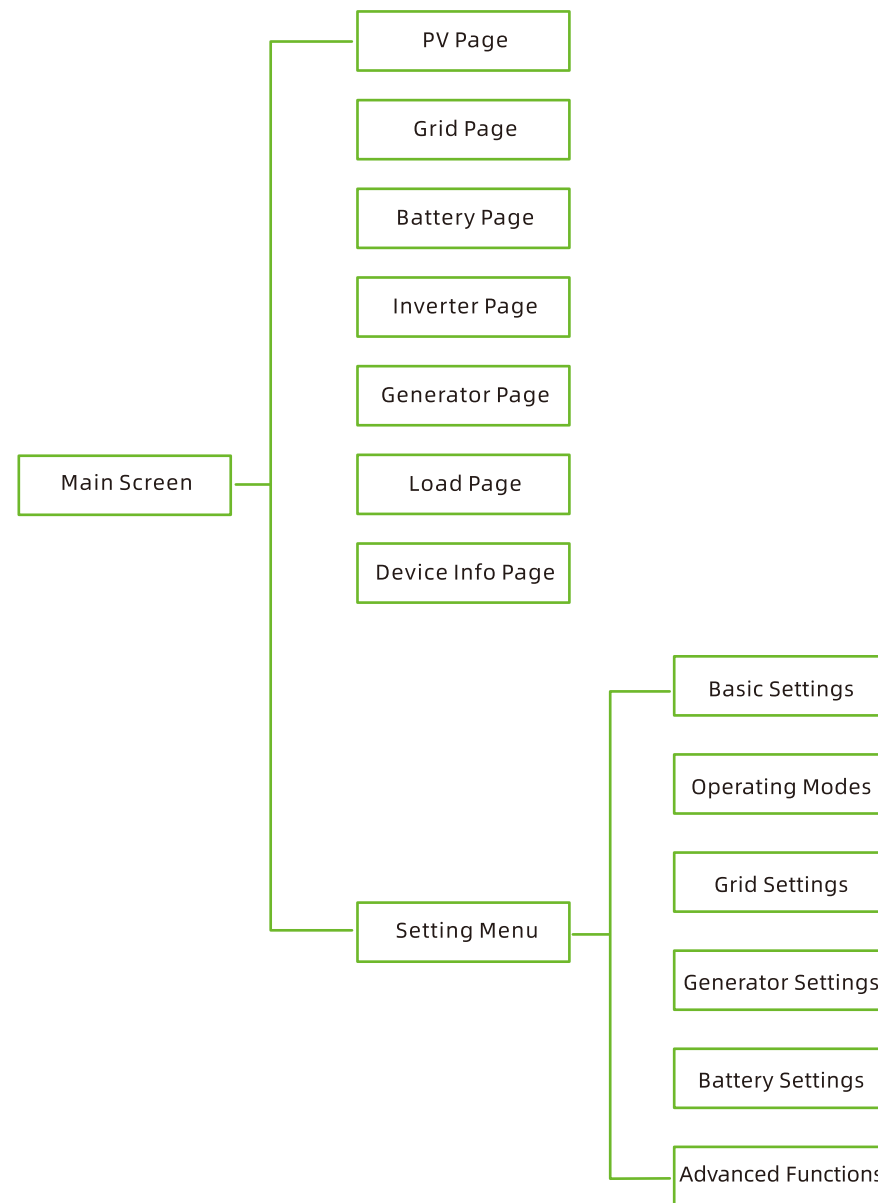 PV Page
Grid Page
Battery Page
Inverter Page
Generator Page
Main Screen
Load Page
Device Info Page
Basic Settings
Operating Modes
Grid Settings
Setting Menu
Generator Settings
Battery Settings
Advanced Functions